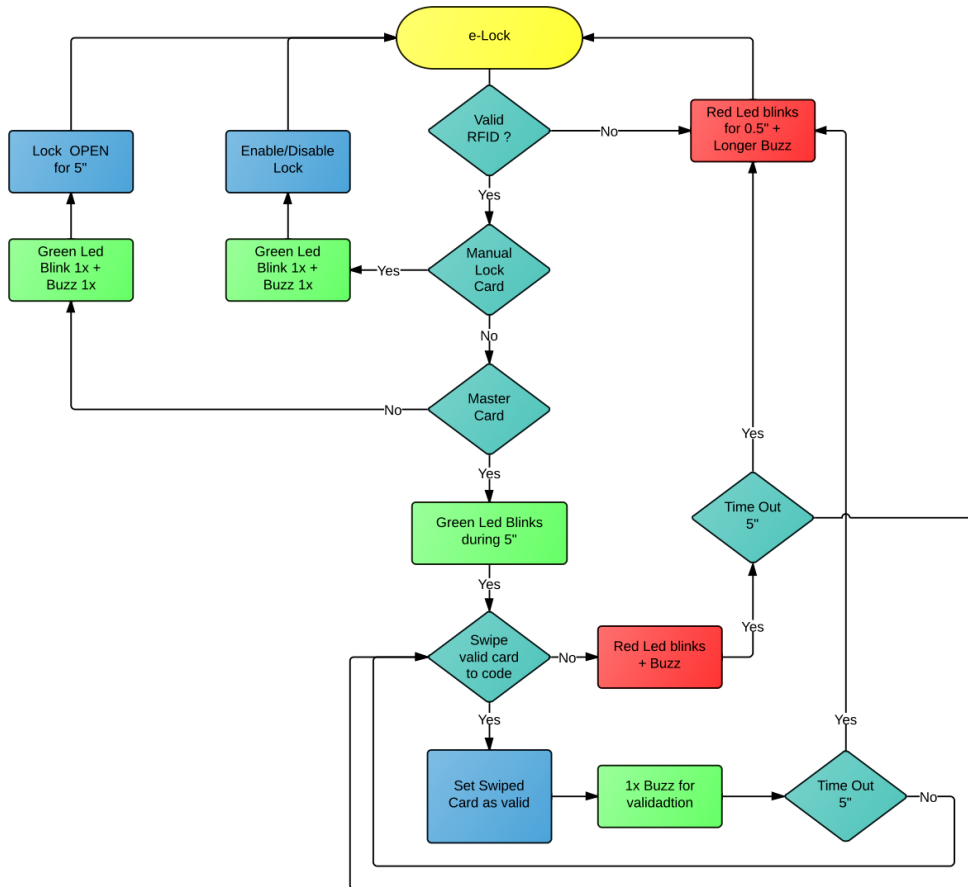 e-Lock
Valid
RFID ?
No
Red Led blinks
for 0.5" +
Longer Buzz
Lock OPEN
for 5"
Enable/Disable
Lock
Yes
Green Led
Blink 1x +
Buzz 1x
Green Led
Blink 1x +
Buzz 1x
Yes
Manual
Lock
Card
No
Master
Card
No
Yes
Yes
Green Led Blinks
during 5"
Time Out
5"
Yes
Swipe
valid card
to code
No
Red Led blinks
+ Buzz
Yes
Yes
Yes
Set Swiped
Card as valid
1x Buzz for
validadtion
Time Out
5"
No